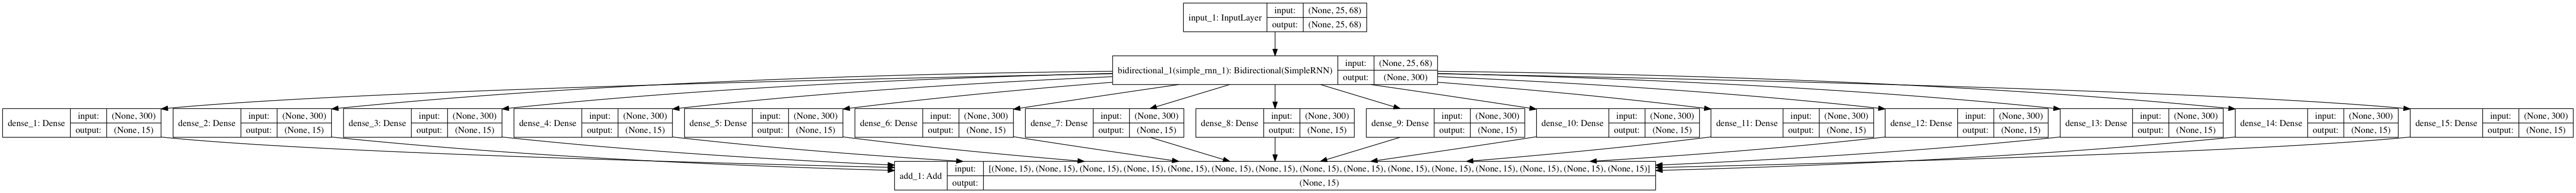 input_1: InputLayer input: (None, 25, 68)
output: (None, 25, 68)
bidirectional_1(simple_rnn_1): Bidirectional(SimpleRNN) input: (None, 25, 68)
output: (None, 300)
dense_1: Dense input: (None, 300)
output: (None, 15)
dense_2: Dense input: (None, 300)
output: (None, 15)
dense_3: Dense input: (None, 300)
output: (None, 15)
dense_4: Dense input: (None, 300)
output: (None, 15)
dense_5: Dense input: (None, 300)
output: (None, 15)
dense_6: Dense input: (None, 300)
output: (None, 15)
dense_7: Dense input: (None, 300)
output: (None, 15)
dense_8: Dense input: (None, 300)
output: (None, 15)
dense_9: Dense input: (None, 300)
output: (None, 15)
dense_10: Dense input: (None, 300)
output: (None, 15)
dense_11: Dense input: (None, 300)
output: (None, 15)
dense_12: Dense input: (None, 300)
output: (None, 15)
dense_13: Dense input: (None, 300)
output: (None, 15)
dense_14: Dense input: (None, 300)
output: (None, 15)
dense_15: Dense input: (None, 300)
output: (None, 15)
add_1: Add input: [(None, 15), (None, 15), (None, 15), (None, 15), (None, 15), (None, 15), (None, 15), (None, 15), (None, 15), (None, 15), (None, 15), (None, 15), (None, 15), (None, 15), (None, 15)]
output: (None, 15)